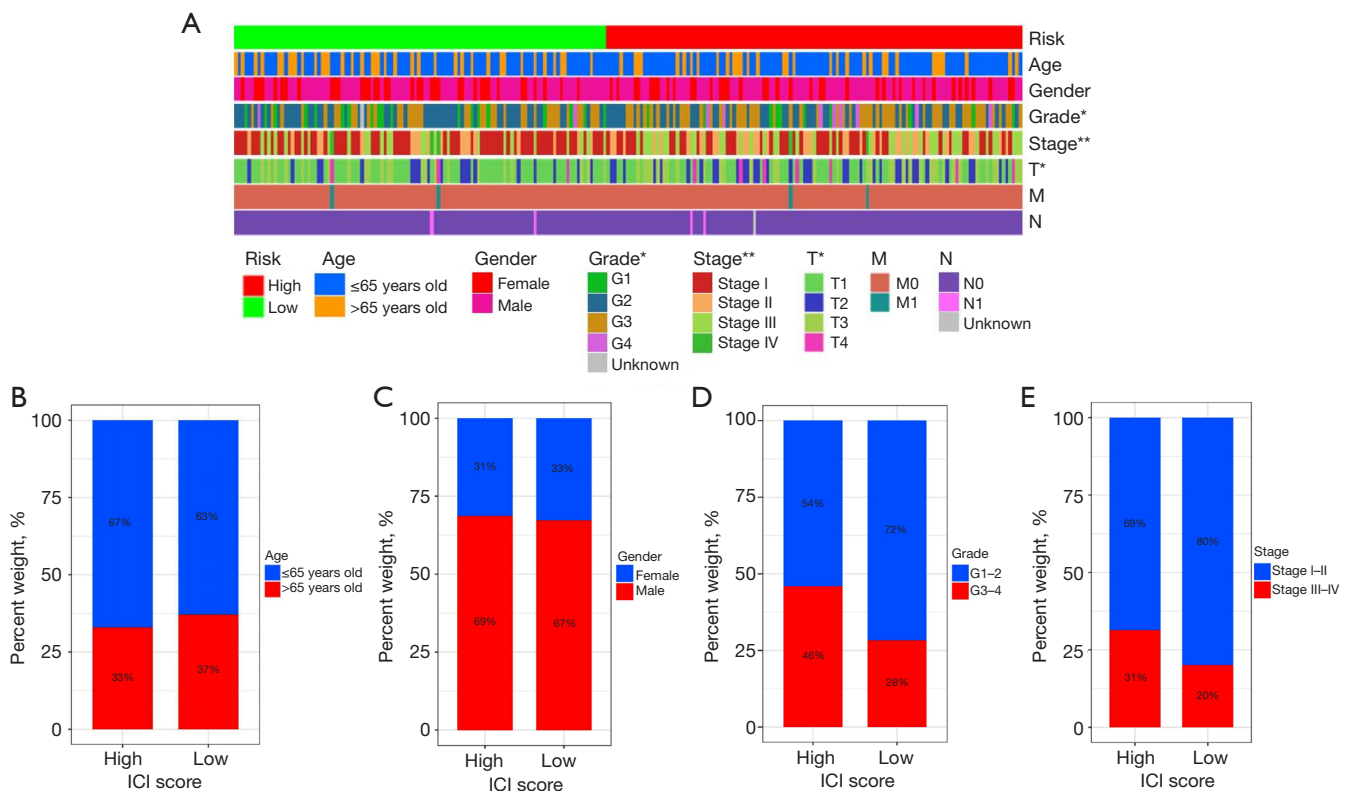 A
Risk
Age
Gender
Grade*
Stage**
T*
M
N
Risk
High
Low
Age
≤65 years old
>65 years old
Gender
Female
Male
Grade*
G1
G2
G3
G4
Unknown
Stage**
Stage I
Stage II
Stage III
Stage IV
T*
T1
T2
T3
T4
M
M0
M1
N
N0
N1
Unknown
B
Percent weight, %
100
75
50
25
0
67%
63%
33%
37%
High
Low
ICI score
Age
≤65 years old
>65 years old
C
Percent weight, %
100
75
50
25
0
31%
33%
69%
67%
High
Low
ICI score
Gender
Female
Male
D
Percent weight, %
100
75
50
25
0
54%
72%
46%
28%
High
Low
ICI score
Grade
G1–2
G3–4
E
Percent weight, %
100
75
50
25
0
69%
80%
31%
20%
High
Low
ICI score
Stage
Stage I–II
Stage III–IV